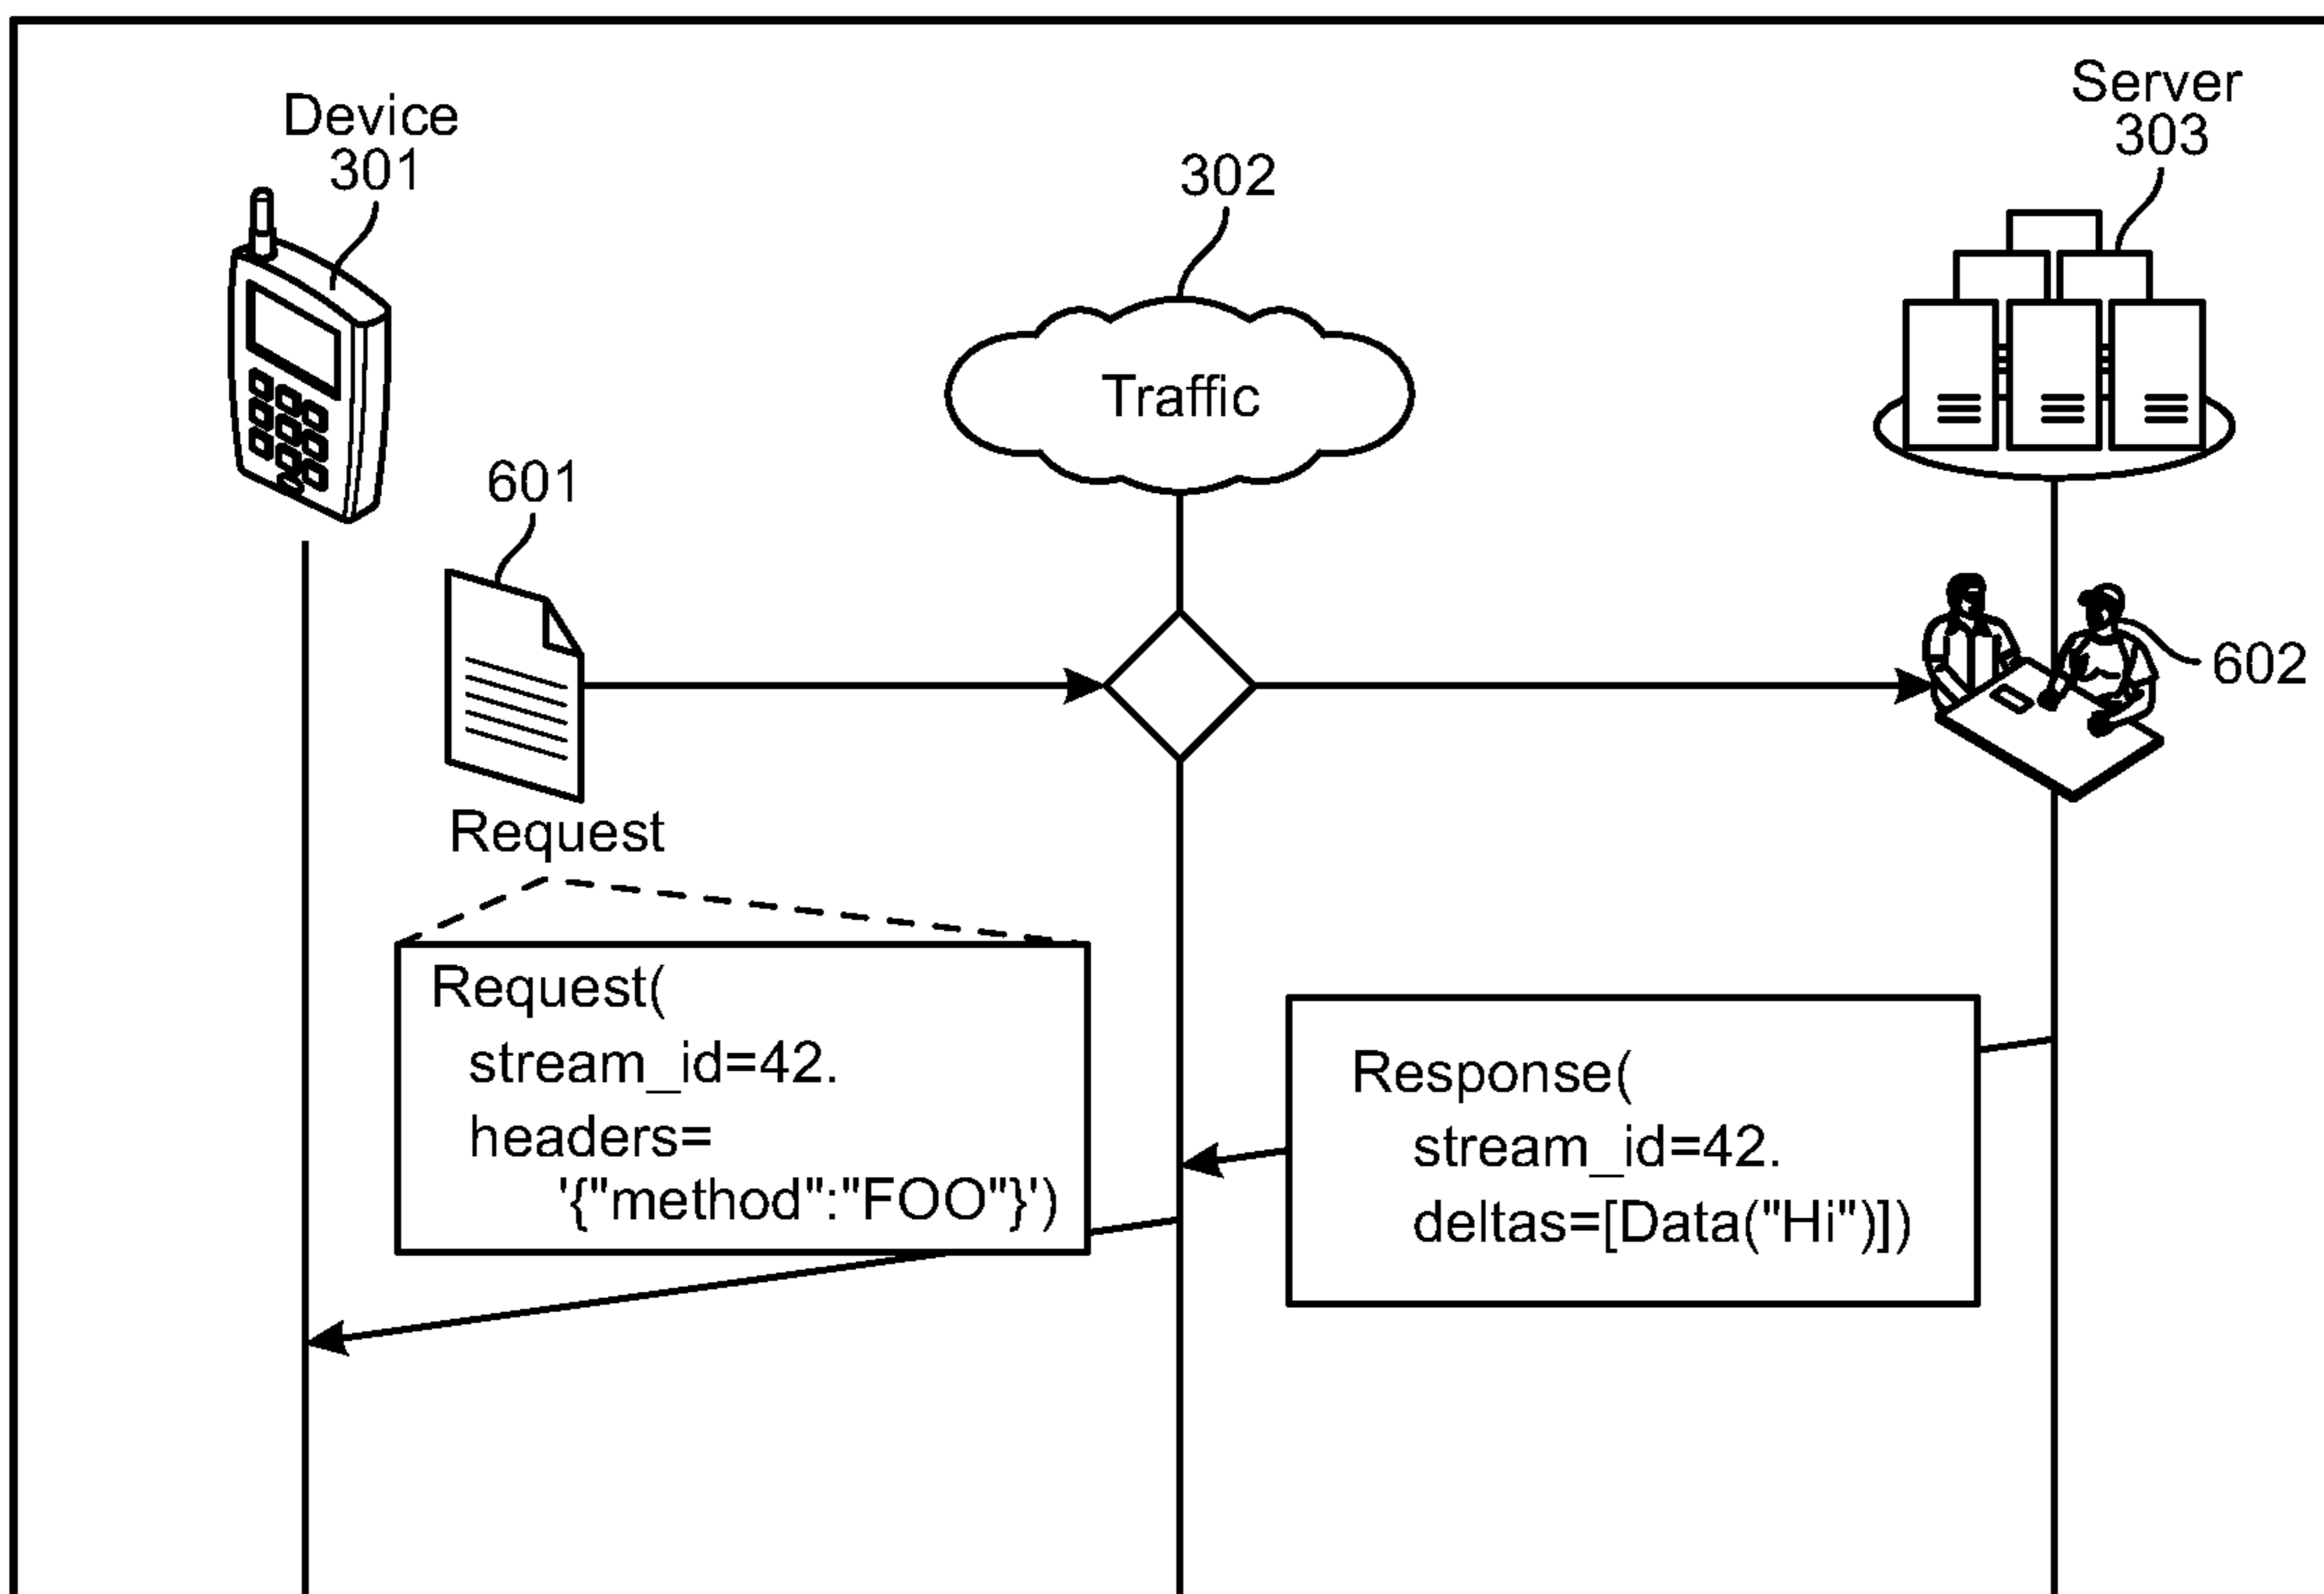 Device
301
302
Server
303
Traffic
601
602
Request
Request(
stream_id=42.
headers=
'{"method":"FOO"}')
Response(
stream_id=42.
deltas=[Data("Hi")])